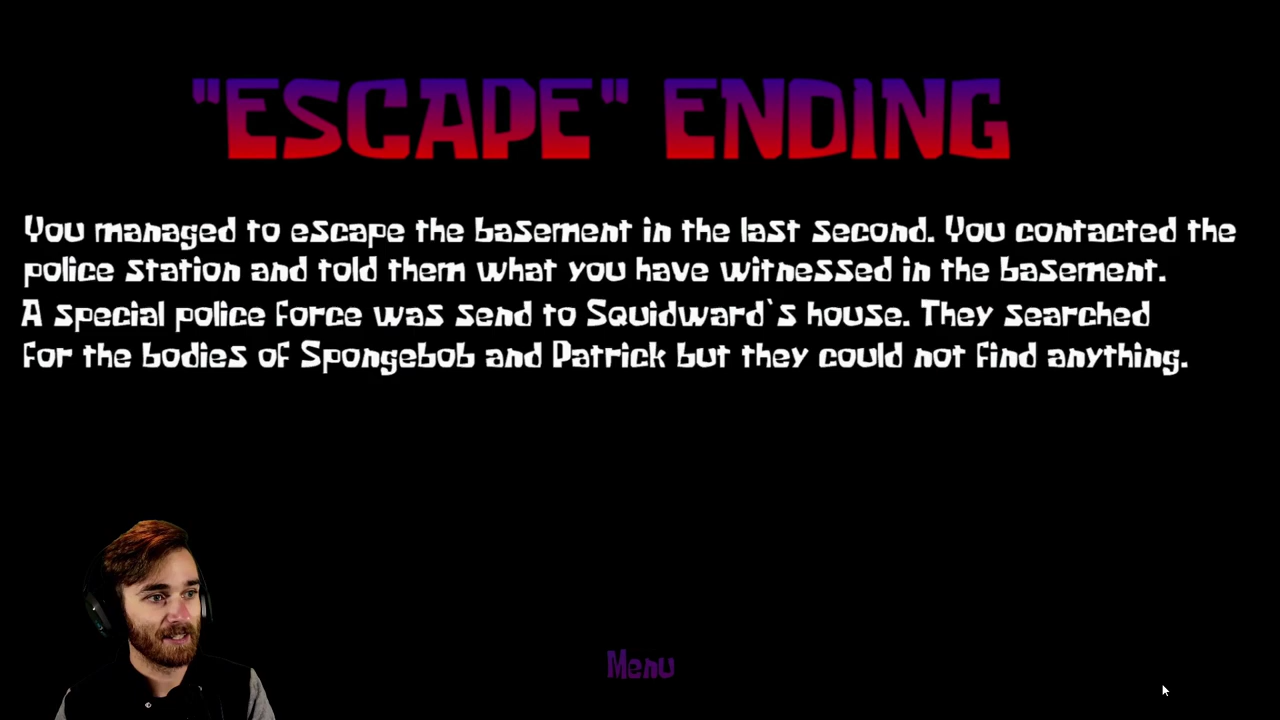 "ESCAPE" ENDING
You managed to escape the basement in the last second. You contacted the
police station and told them what you have witnessed in the basement.
A special police force was send to Squidward`s house. They searched
for the bodies of Spongebob and Patrick but they could not find anything.
Menu